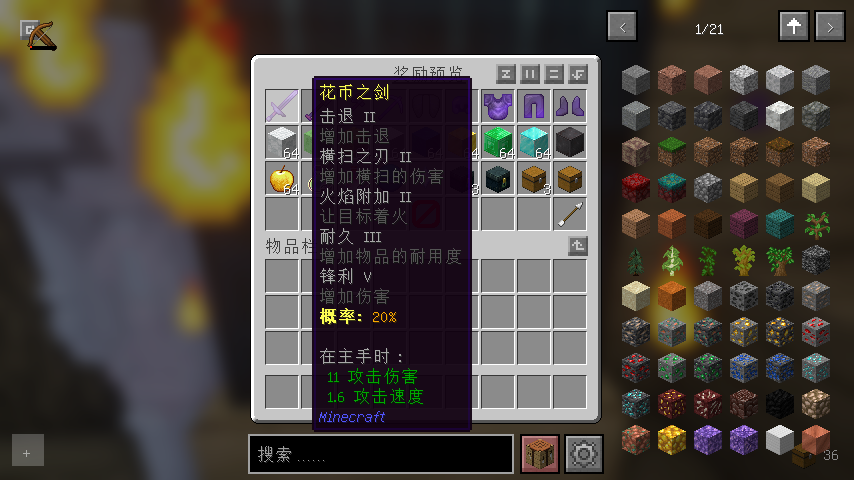 1/21
奖励预览
花币之剑
击退 II
增加击退
横扫之刃 II
增加横扫的伤害
火焰附加 II
让目标着火
耐久 III
增加物品的耐用度
锋利 V
增加伤害
概率: 20%
在主手时：
11 攻击伤害
1.6 攻击速度
Minecraft
64
64
64
64
3
3
物品栏
搜索 ......
+
36